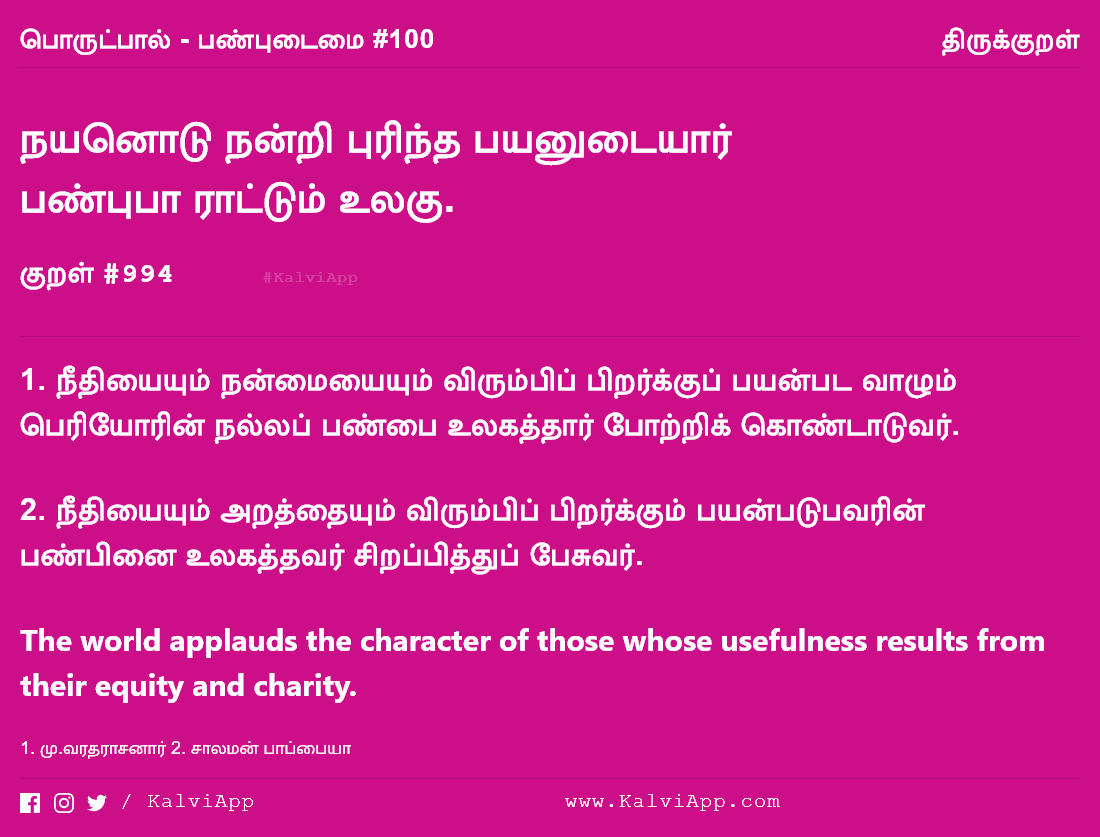 பொருட்பால் - பண்புடைமை #100 திருக்குறள்
நயனொடு நன்றி புரிந்த பயனுடையார்
பண்புபா ராட்டும் உலகு.
குறள் #994 #KalviApp
1. நீதியையும் நன்மையையும் விரும்பிப் பிறர்க்குப் பயன்பட வாழும்
பெரியோரின் நல்லப் பண்பை உலகத்தார் போற்றிக் கொண்டாடுவர்.
2. நீதியையும் அறத்தையும் விரும்பிப் பிறர்க்கும் பயன்படுபவரின்
பண்பினை உலகத்தவர் சிறப்பித்துப் பேசுவர்.
The world applauds the character of those whose usefulness results from
their equity and charity.
1. மு.வரதராசனார் 2. சாலமன் பாப்பையா
/ KalviApp www.KalviApp.com